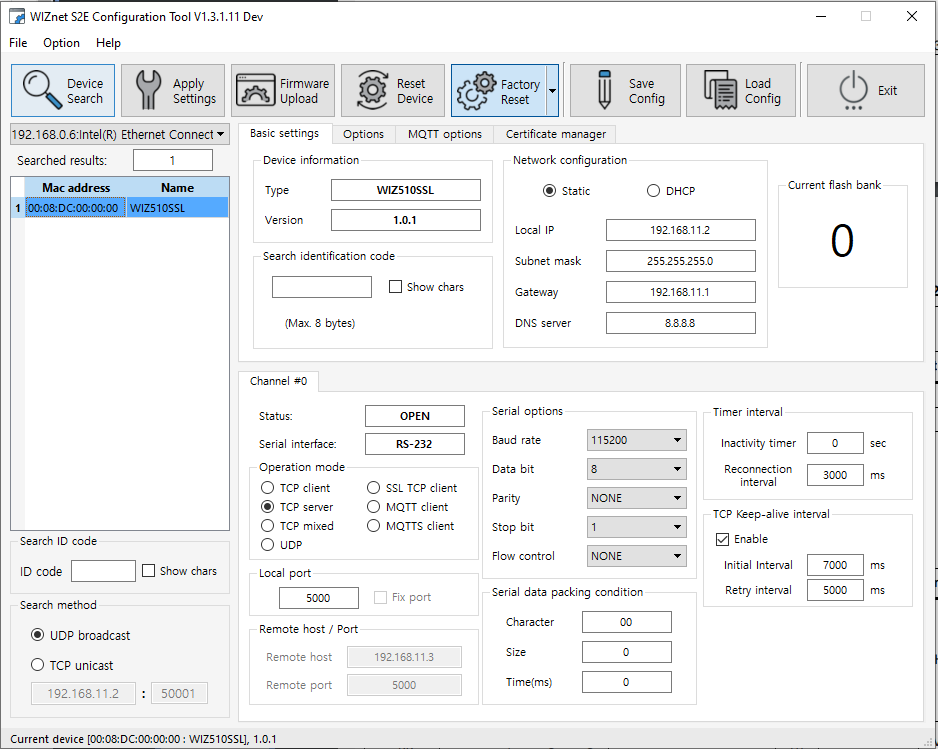 WIZnet S2E Configuration Tool V1.3.1.11 Dev
File Option Help
Device Search
Apply Settings
Firmware Upload
Reset Device
Factory Reset
Save Config
Load Config
Exit
192.168.0.6:Intel(R) Ethernet Connect
Searched results: 1
Mac address Name
1 00:08:DC:00:00:00 WIZ510SSL
Search ID code
ID code Show chars
Search method
UDP broadcast
TCP unicast
192.168.11.2 : 50001
Basic settings Options MQTT options Certificate manager
Device information
Type WIZ510SSL
Version 1.0.1
Search identification code
Show chars
(Max. 8 bytes)
Network configuration
Static DHCP
Local IP 192.168.11.2
Subnet mask 255.255.255.0
Gateway 192.168.11.1
DNS server 8.8.8.8
Current flash bank
0
Channel #0
Status: OPEN
Serial interface: RS-232
Operation mode
TCP client SSL TCP client
TCP server MQTT client
TCP mixed MQTTS client
UDP
Local port
5000 Fix port
Remote host / Port
Remote host 192.168.11.3
Remote port 5000
Serial options
Baud rate 115200
Data bit 8
Parity NONE
Stop bit 1
Flow control NONE
Serial data packing condition
Character 00
Size 0
Time(ms) 0
Timer interval
Inactivity timer 0 sec
Reconnection interval 3000 ms
TCP Keep-alive interval
Enable
Initial Interval 7000 ms
Retry interval 5000 ms
Current device [00:08:DC:00:00:00 : WIZ510SSL], 1.0.1